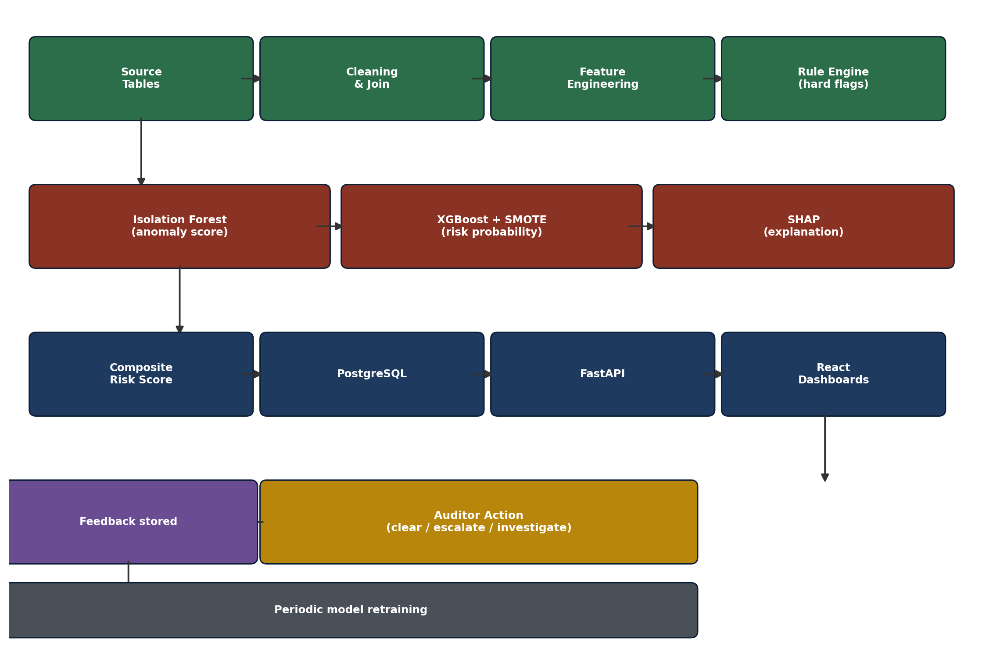 Source
Tables
Cleaning
& Join
Feature
Engineering
Rule Engine
(hard flags)
Isolation Forest
(anomaly score)
XGBoost + SMOTE
(risk probability)
SHAP
(explanation)
Composite
Risk Score
PostgreSQL
FastAPI
React
Dashboards
Feedback stored
Auditor Action
(clear / escalate / investigate)
Periodic model retraining